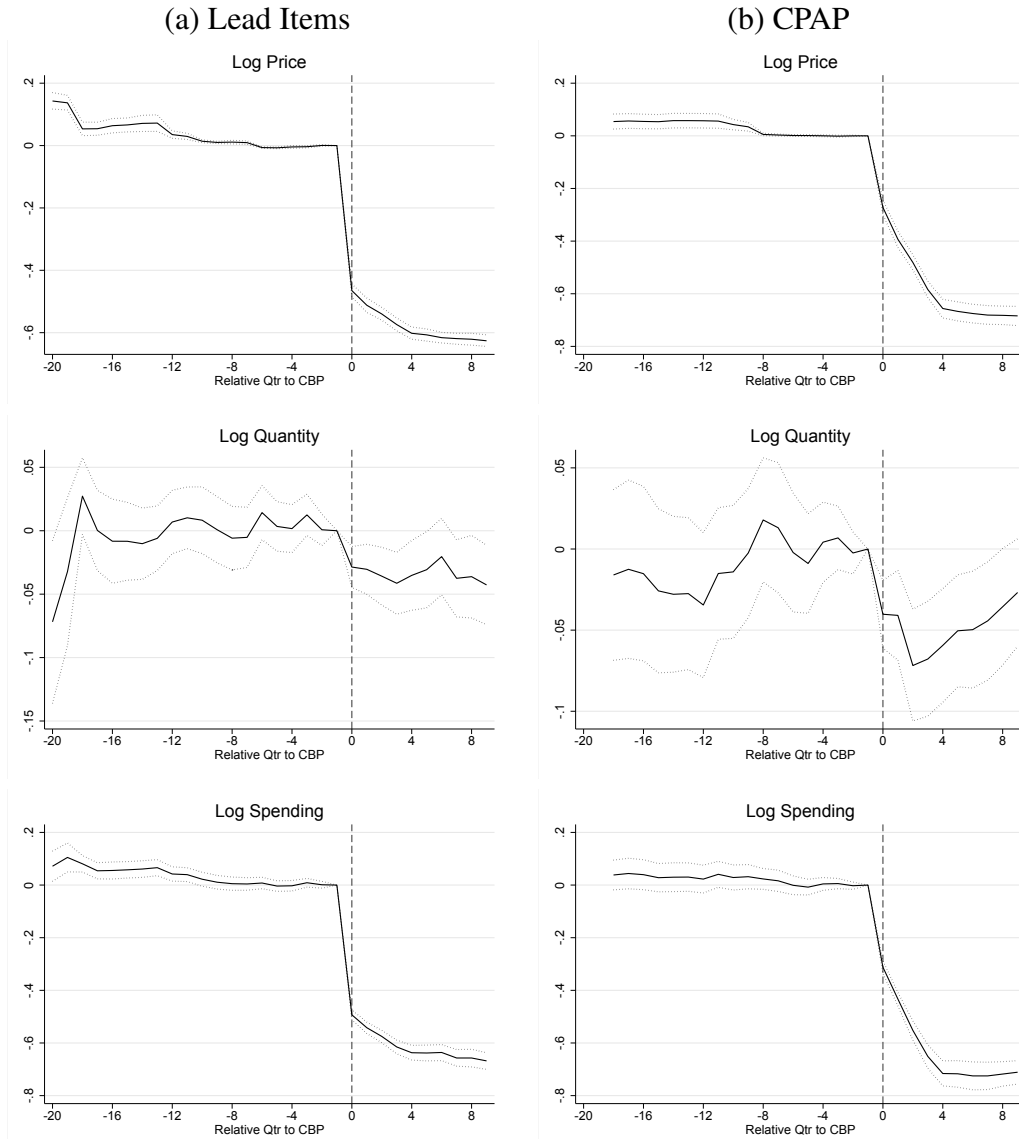 (a) Lead Items
(b) CPAP
Log Price
.2
0
-.2
-.4
-.6
-20 -16 -12 -8 -4 0 4 8
Relative Qtr to CBP
Log Price
.2
0
-.2
-.4
-.6
-.8
-20 -16 -12 -8 -4 0 4 8
Relative Qtr to CBP
Log Quantity
.05
0
-.05
-.1
-.15
-20 -16 -12 -8 -4 0 4 8
Relative Qtr to CBP
Log Quantity
.05
0
-.05
-.1
-20 -16 -12 -8 -4 0 4 8
Relative Qtr to CBP
Log Spending
.2
0
-.2
-.4
-.6
-.8
-20 -16 -12 -8 -4 0 4 8
Relative Qtr to CBP
Log Spending
.2
0
-.2
-.4
-.6
-.8
-20 -16 -12 -8 -4 0 4 8
Relative Qtr to CBP